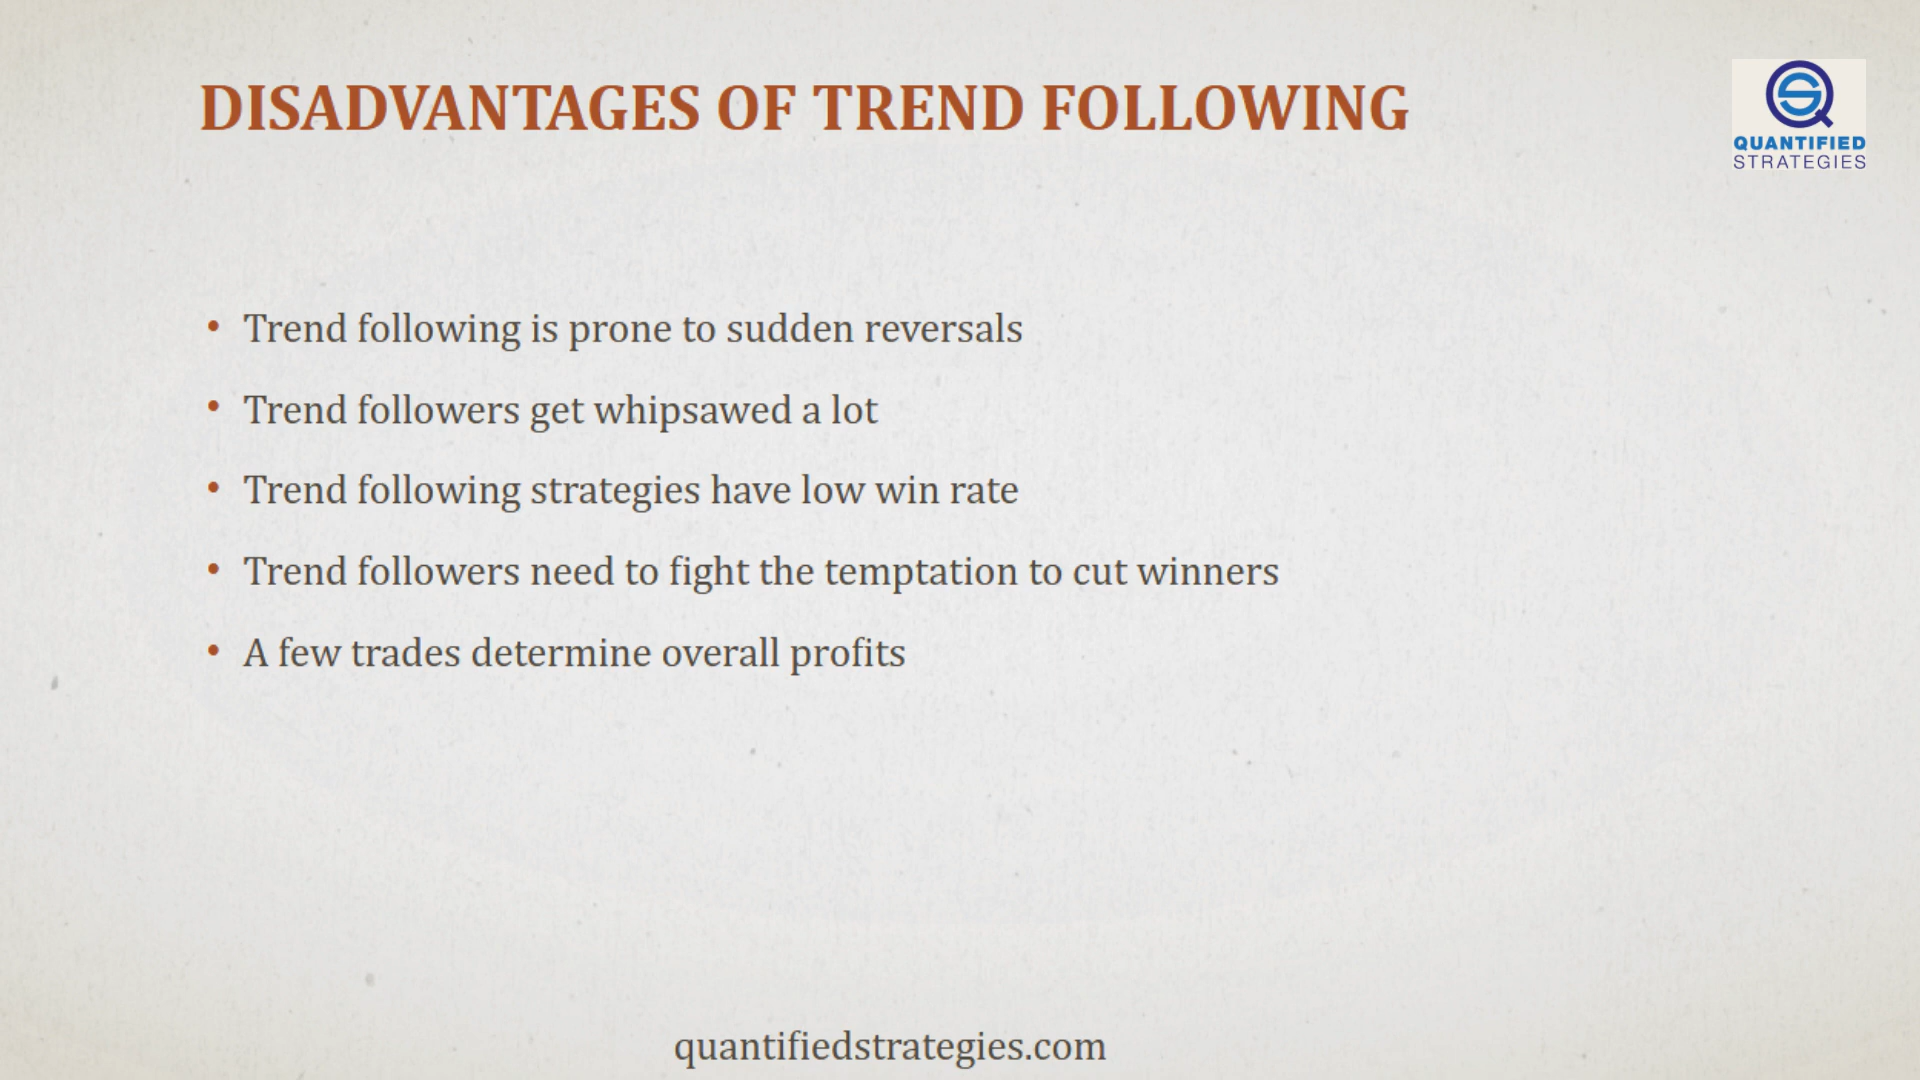 DISADVANTAGES OF TREND FOLLOWING
QUANTIFIED
STRATEGIES
• Trend following is prone to sudden reversals
• Trend followers get whipsawed a lot
• Trend following strategies have low win rate
• Trend followers need to fight the temptation to cut winners
• A few trades determine overall profits
quantifiedstrategies.com